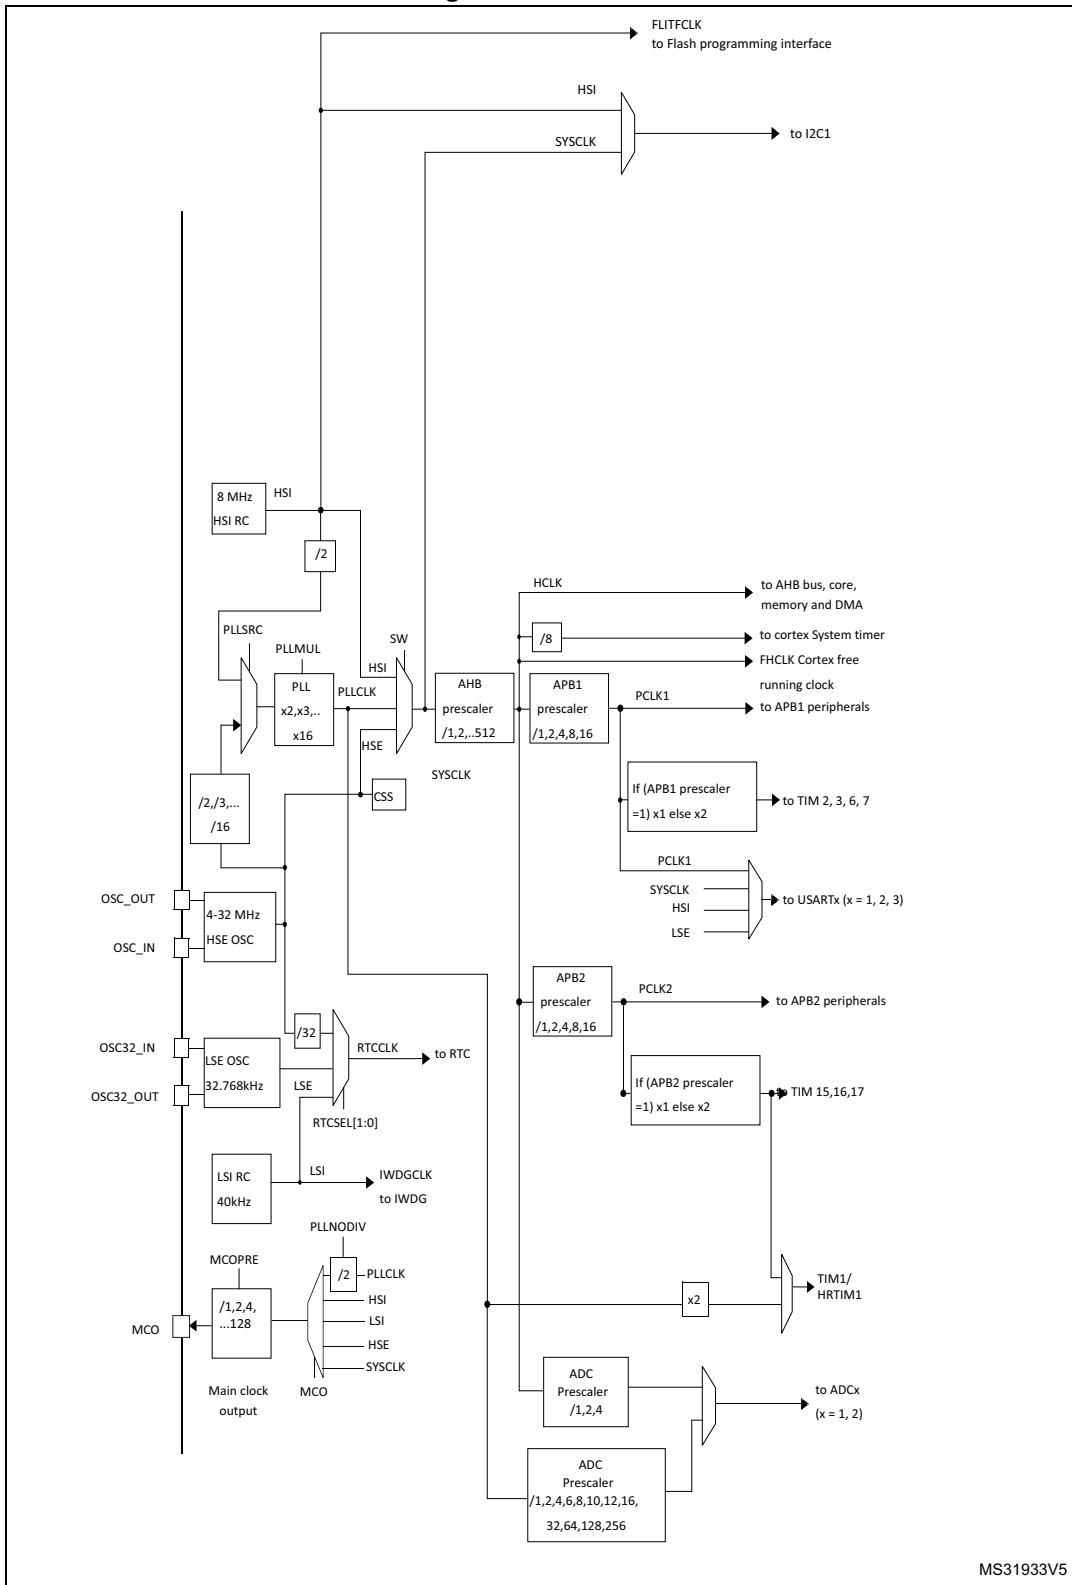 FLITFCLK
to Flash programming interface
HSI
to I2C1
SYSCLK
8 MHz
HSI RC
HSI
/2
HCLK
to AHB bus, core,
memory and DMA
/8
to cortex System timer
FHCLK Cortex free
running clock
PLLSRC
PLLMUL
SW
HSI
PLL
x2,x3,..
x16
PLLCLK
HSE
AHB
prescaler
/1,2,..512
APB1
prescaler
/1,2,4,8,16
PCLK1
to APB1 peripherals
SYSCLK
CSS
/2,/3,...
/16
If (APB1 prescaler
=1) x1 else x2
to TIM 2, 3, 6, 7
PCLK1
SYSCLK
HSI
LSE
to USARTx (x = 1, 2, 3)
OSC_OUT
OSC_IN
4-32 MHz
HSE OSC
APB2
prescaler
/1,2,4,8,16
PCLK2
to APB2 peripherals
/32
OSC32_IN
OSC32_OUT
LSE OSC
32.768kHz
LSE
RTCCLK
to RTC
RTCSEL[1:0]
If (APB2 prescaler
=1) x1 else x2
to TIM 15,16,17
LSI RC
40kHz
LSI
IWDGCLK
to IWDG
PLLNODIV
MCOPRE
/2
PLLCLK
HSI
LSI
HSE
SYSCLK
/1,2,4,
...128
MCO
MCO
Main clock
output
x2
TIM1/
HRTIM1
ADC
Prescaler
/1,2,4
to ADCx
(x = 1, 2)
ADC
Prescaler
/1,2,4,6,8,10,12,16,
32,64,128,256
MS31933V5